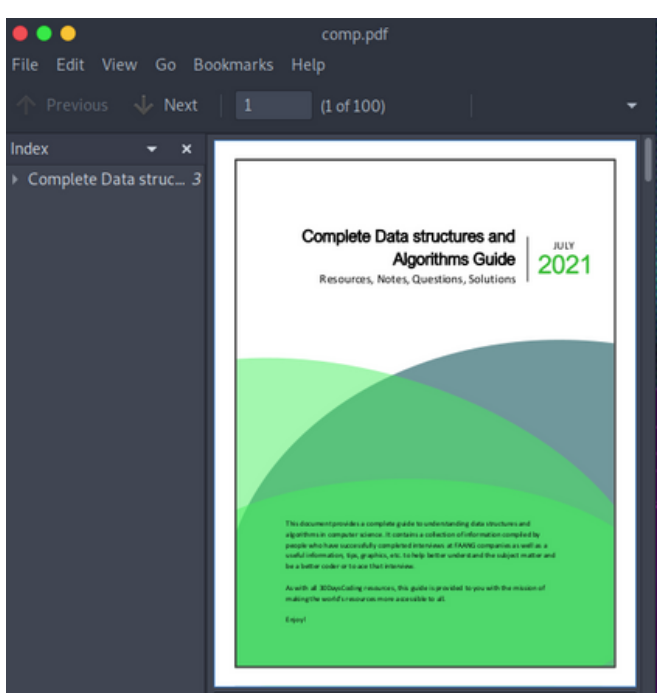 comp.pdf
File Edit View Go Bookmarks Help
Previous Next 1 (1 of 100)
Index
Complete Data struc... 3
Complete Data structures and
Algorithms Guide
Resources, Notes, Questions, Solutions
JULY
2021
This document provides a complete guide to understanding data structures and
algorithms in computer science. It contains a collection of information compiled by
people who have successfully completed interviews at FAANG companies as well as a
useful information, tips, graphics, etc. to help better understand the subject matter and
be a better coder or to ace that interview.
As with all 30DaysCoding resources, this guide is provided to you with the mission of
making the world's resources more accessible to all.
Enjoy!